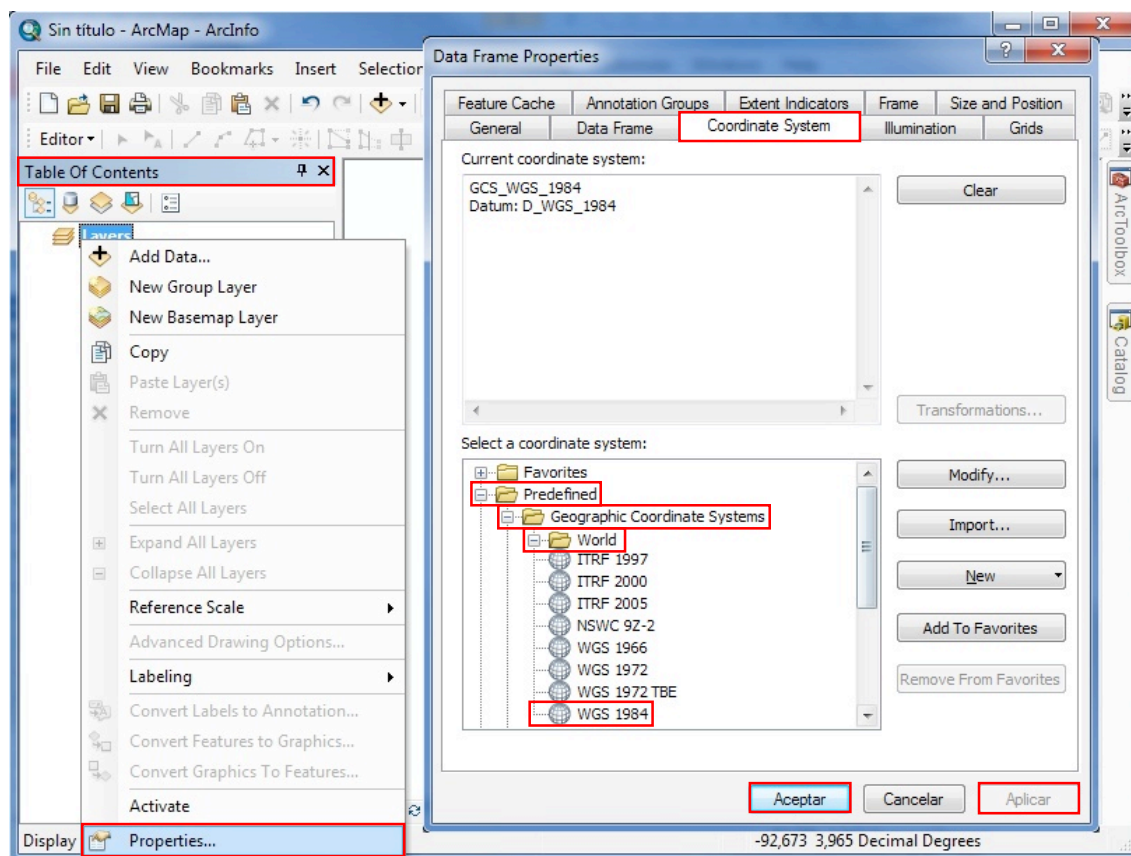 Sin título - ArcMap - ArcInfo
File Edit View Bookmarks Insert Selection
Editor
Table Of Contents
Layers
Add Data...
New Group Layer
New Basemap Layer
Copy
Paste Layer(s)
Remove
Turn All Layers On
Turn All Layers Off
Select All Layers
Expand All Layers
Collapse All Layers
Reference Scale
Advanced Drawing Options...
Labeling
Convert Labels to Annotation...
Convert Features to Graphics...
Convert Graphics To Features...
Activate
Properties...
Display
Data Frame Properties
Feature Cache Annotation Groups Extent Indicators Frame Size and Position
General Data Frame Coordinate System Illumination Grids
Current coordinate system:
GCS_WGS_1984
Datum: D_WGS_1984
Clear
Transformations...
Select a coordinate system:
Favorites
Predefined
Geographic Coordinate Systems
World
ITRF 1997
ITRF 2000
ITRF 2005
NSWC 9Z-2
WGS 1966
WGS 1972
WGS 1972 TBE
WGS 1984
Modify...
Import...
New
Add To Favorites
Remove From Favorites
Aceptar Cancelar Aplicar
-92,673 3,965 Decimal Degrees
ArcToolbox
Catalog